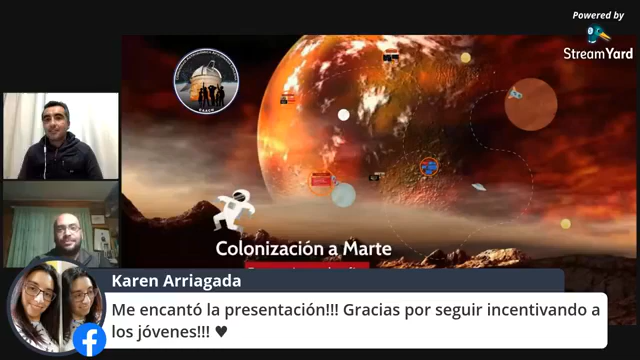 Powered by
StreamYard
Colonización a Marte
Karen Arriagada
Me encantó la presentación!!! Gracias por seguir incentivando a
los jóvenes!!! ♥